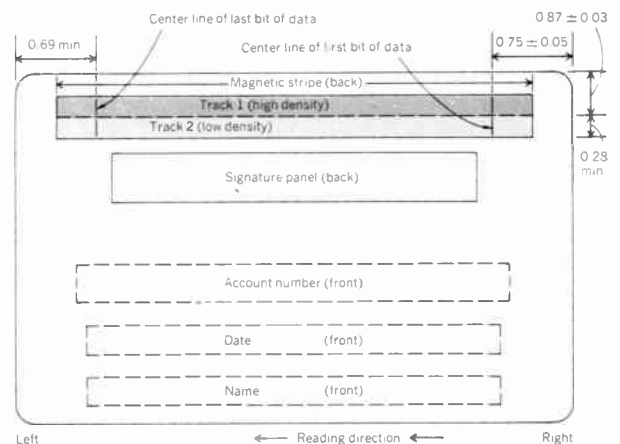 Center line of last bit of data
0.87 ± 0.03
0.69 min
Center line of first bit of data
0.75 ± 0.05
Magnetic stripe (back)
Track 1 (high density)
Track 2 (low density)
0.28
min
Signature panel (back)
Account number (front)
Date (front)
Name (front)
Left
Reading direction
Right